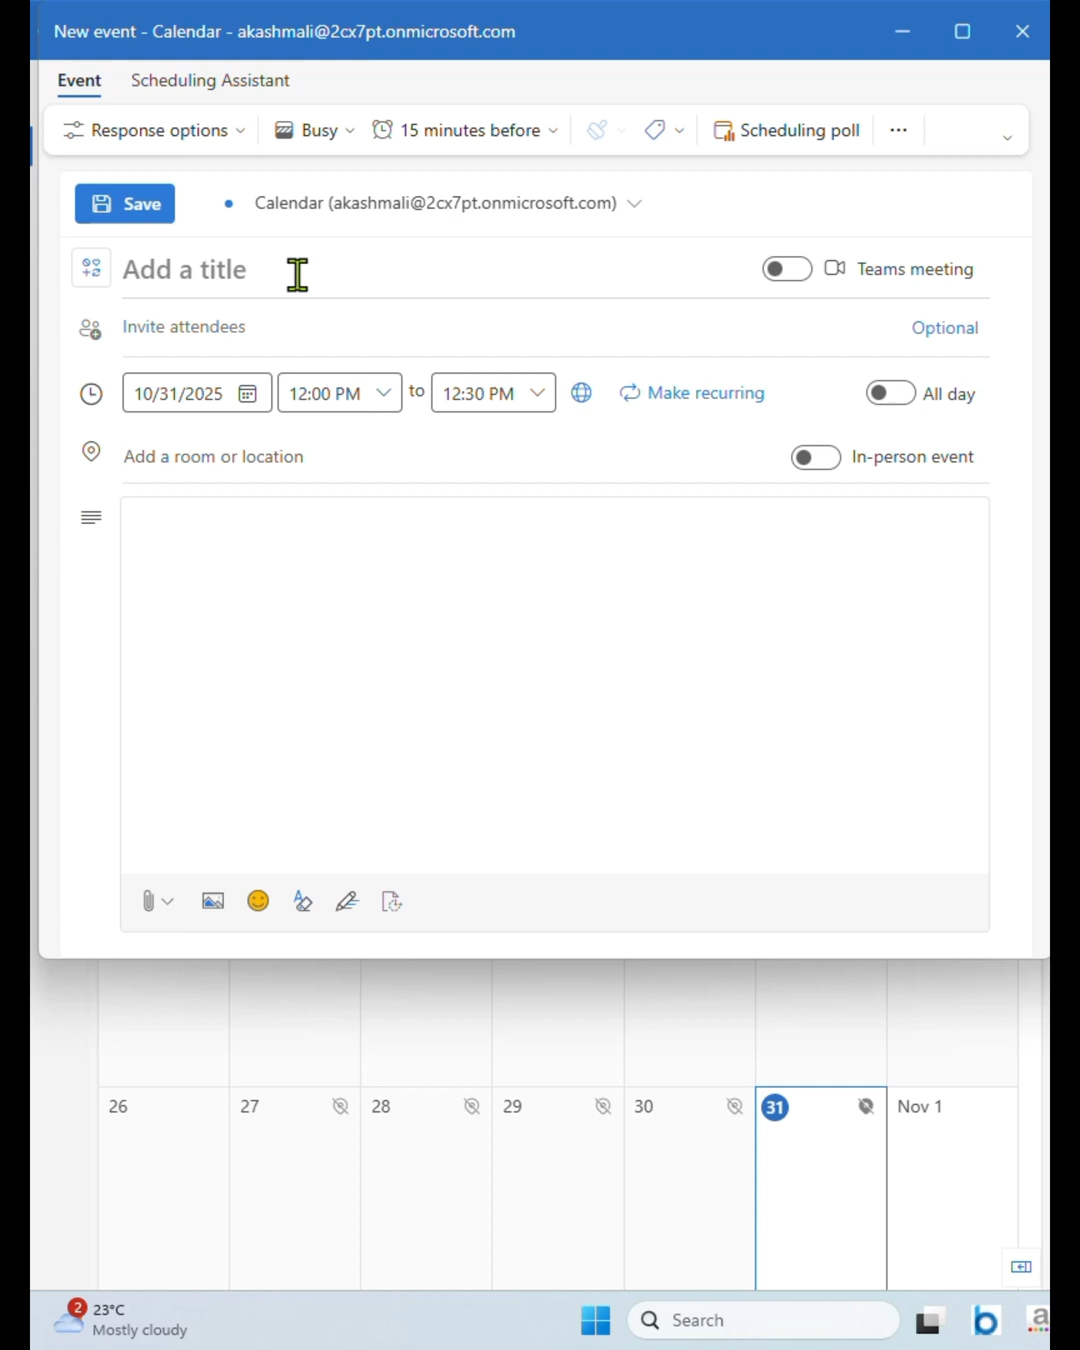 New event - Calendar - akashmali@2cx7pt.onmicrosoft.com
Event Scheduling Assistant
Response options Busy 15 minutes before Scheduling poll
Save Calendar (akashmali@2cx7pt.onmicrosoft.com)
Add a title Teams meeting
Invite attendees Optional
10/31/2025 12:00 PM to 12:30 PM Make recurring All day
Add a room or location In-person event
26 27 28 29 30 31 Nov 1
2 23°C
Mostly cloudy
Search b a